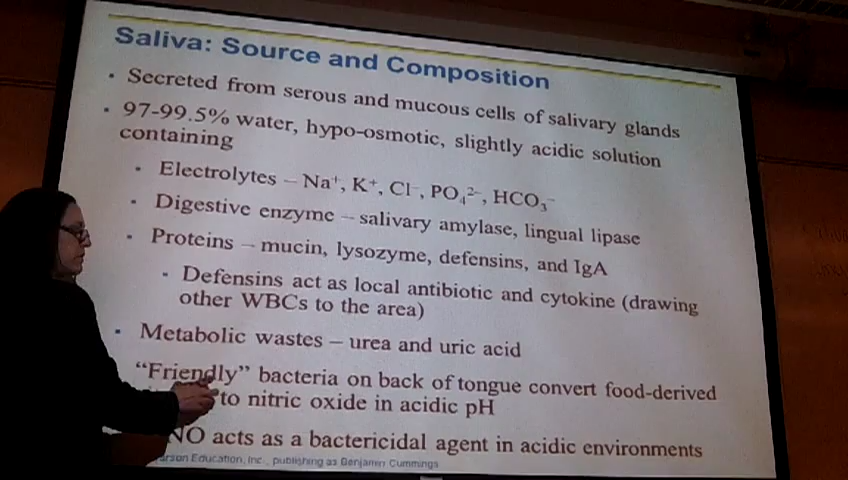 Saliva: Source and Composition
• Secreted from serous and mucous cells of salivary glands
• 97-99.5% water, hypo-osmotic, slightly acidic solution
containing
• Electrolytes – Na⁺, K⁺, Cl⁻, PO₄²⁻, HCO₃⁻
• Digestive enzyme – salivary amylase, lingual lipase
• Proteins – mucin, lysozyme, defensins, and IgA
• Defensins act as local antibiotic and cytokine (drawing
other WBCs to the area)
• Metabolic wastes – urea and uric acid
“Friendly” bacteria on back of tongue convert food-derived
to nitric oxide in acidic pH
NO acts as a bactericidal agent in acidic environments
Education, Inc., publishing as Benjamin Cummings